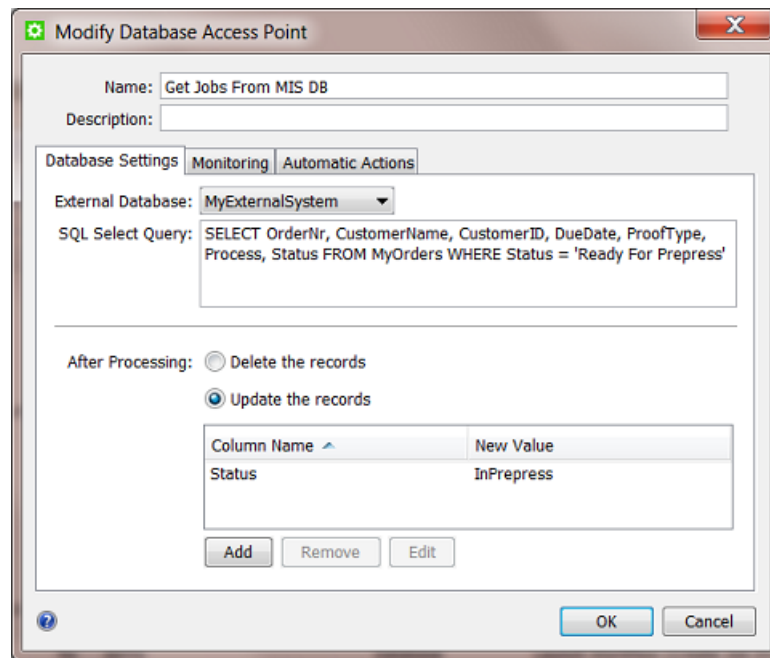 Modify Database Access Point
Name: Get Jobs From MIS DB
Description:
Database Settings Monitoring Automatic Actions
External Database: MyExternalSystem
SQL Select Query: SELECT OrderNr, CustomerName, CustomerID, DueDate, ProofType,
Process, Status FROM MyOrders WHERE Status = 'Ready For Prepress'
After Processing: Delete the records
Update the records
Column Name New Value
Status InPrepress
Add Remove Edit
? OK Cancel